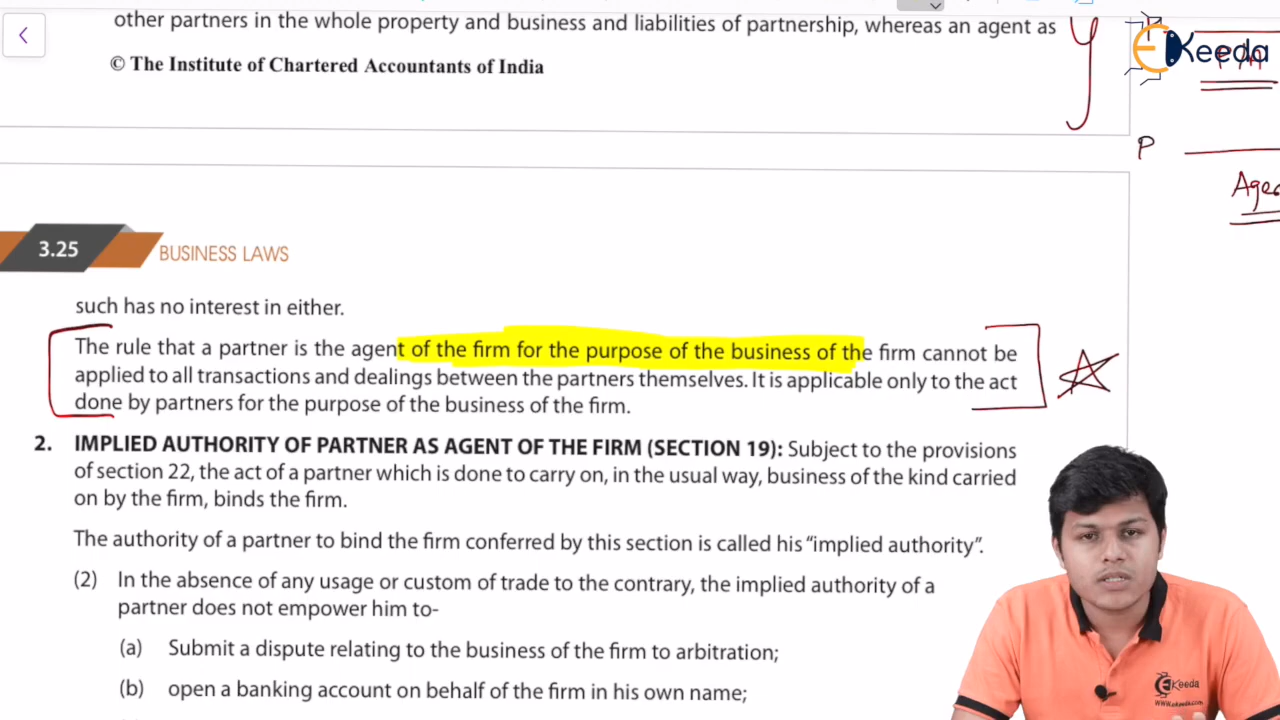 other partners in the whole property and business and liabilities of partnership, whereas an agent as
© The Institute of Chartered Accountants of India
Keeda
P
3.25
BUSINESS LAWS
such has no interest in either.
The rule that a partner is the agent of the firm for the purpose of the business of the firm cannot be
applied to all transactions and dealings between the partners themselves. It is applicable only to the act
done by partners for the purpose of the business of the firm.
2. IMPLIED AUTHORITY OF PARTNER AS AGENT OF THE FIRM (SECTION 19): Subject to the provisions
of section 22, the act of a partner which is done to carry on, in the usual way, business of the kind carried
on by the firm, binds the firm.
The authority of a partner to bind the firm conferred by this section is called his “implied authority”.
(2) In the absence of any usage or custom of trade to the contrary, the implied authority of a
partner does not empower him to-
(a) Submit a dispute relating to the business of the firm to arbitration;
(b) open a banking account on behalf of the firm in his own name;
Keeda
www.ekeeda.com